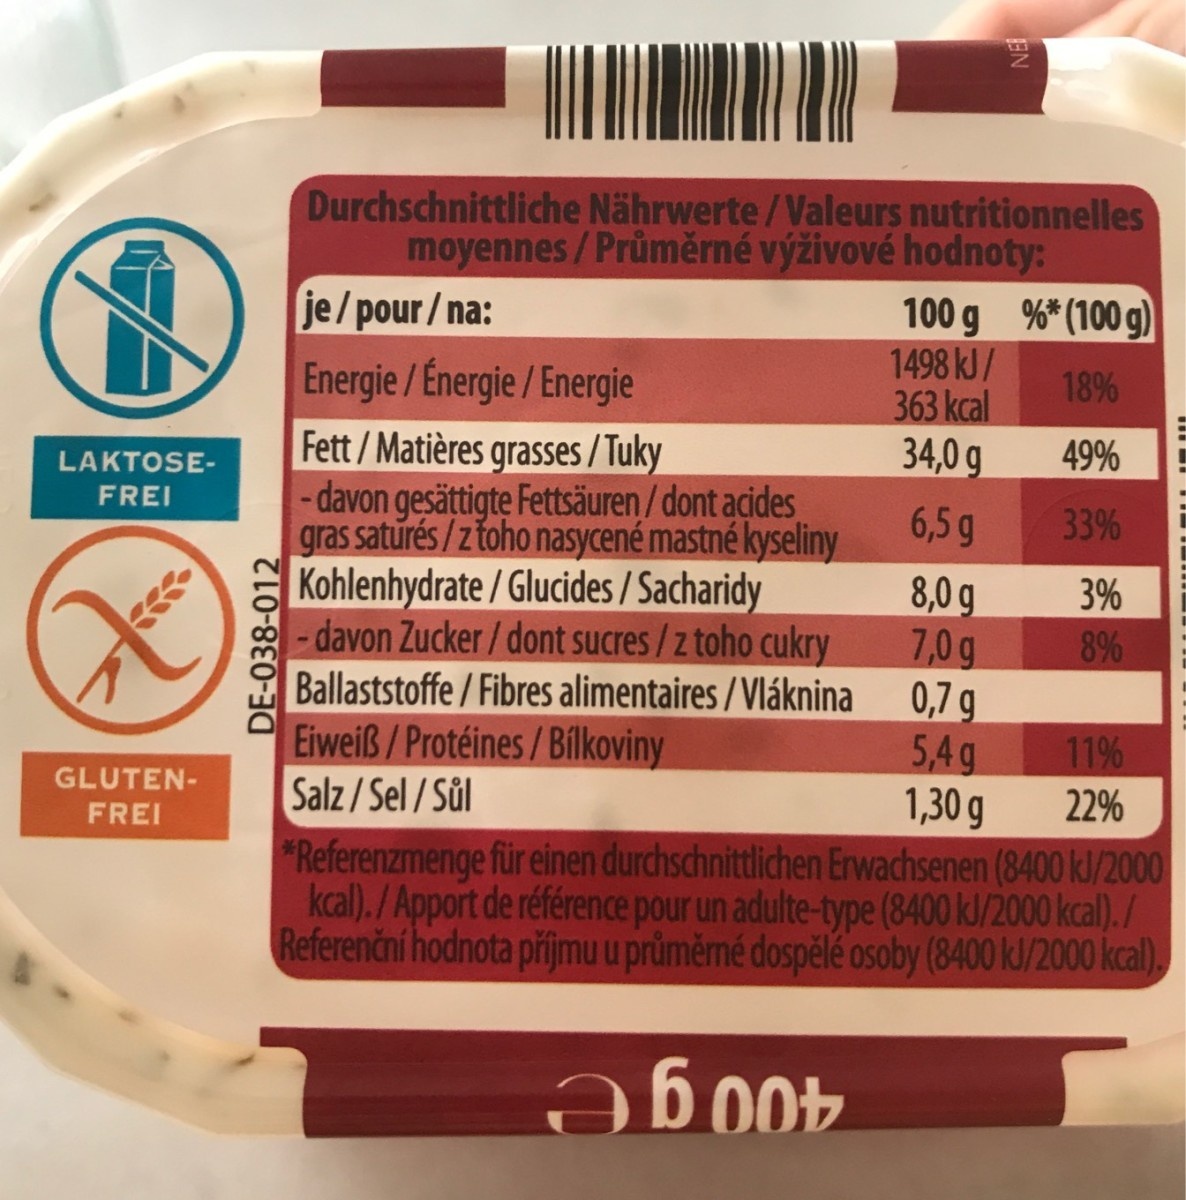 NEB
Durchschnittliche Nährwerte / Valeurs nutritionnelles
moyennes / Průměrné výživové hodnoty:
je / pour / na: 100 g %* (100 g)
Energie / Énergie / Energie 1498 kJ / 18%
363 kcal
Fett / Matières grasses / Tuky 34,0 g 49%
- davon gesättigte Fettsäuren / dont acides
gras saturés / z toho nasycené mastné kyseliny 6,5 g 33%
Kohlenhydrate / Glucides / Sacharidy 8,0 g 3%
- davon Zucker / dont sucres / z toho cukry 7,0 g 8%
Ballaststoffe / Fibres alimentaires / Vláknina 0,7 g
Eiweiß / Protéines / Bílkoviny 5,4 g 11%
Salz / Sel / Sůl 1,30 g 22%
*Referenzmenge für einen durchschnittlichen Erwachsenen (8400 kJ/2000
kcal). / Apport de référence pour un adulte-type (8400 kJ/2000 kcal). /
Referenční hodnota příjmu u průměrné dospělé osoby (8400 kJ/2000 kcal).
LAKTOSE-
FREI
GLUTEN-
FREI
DE-038-012
400 g e